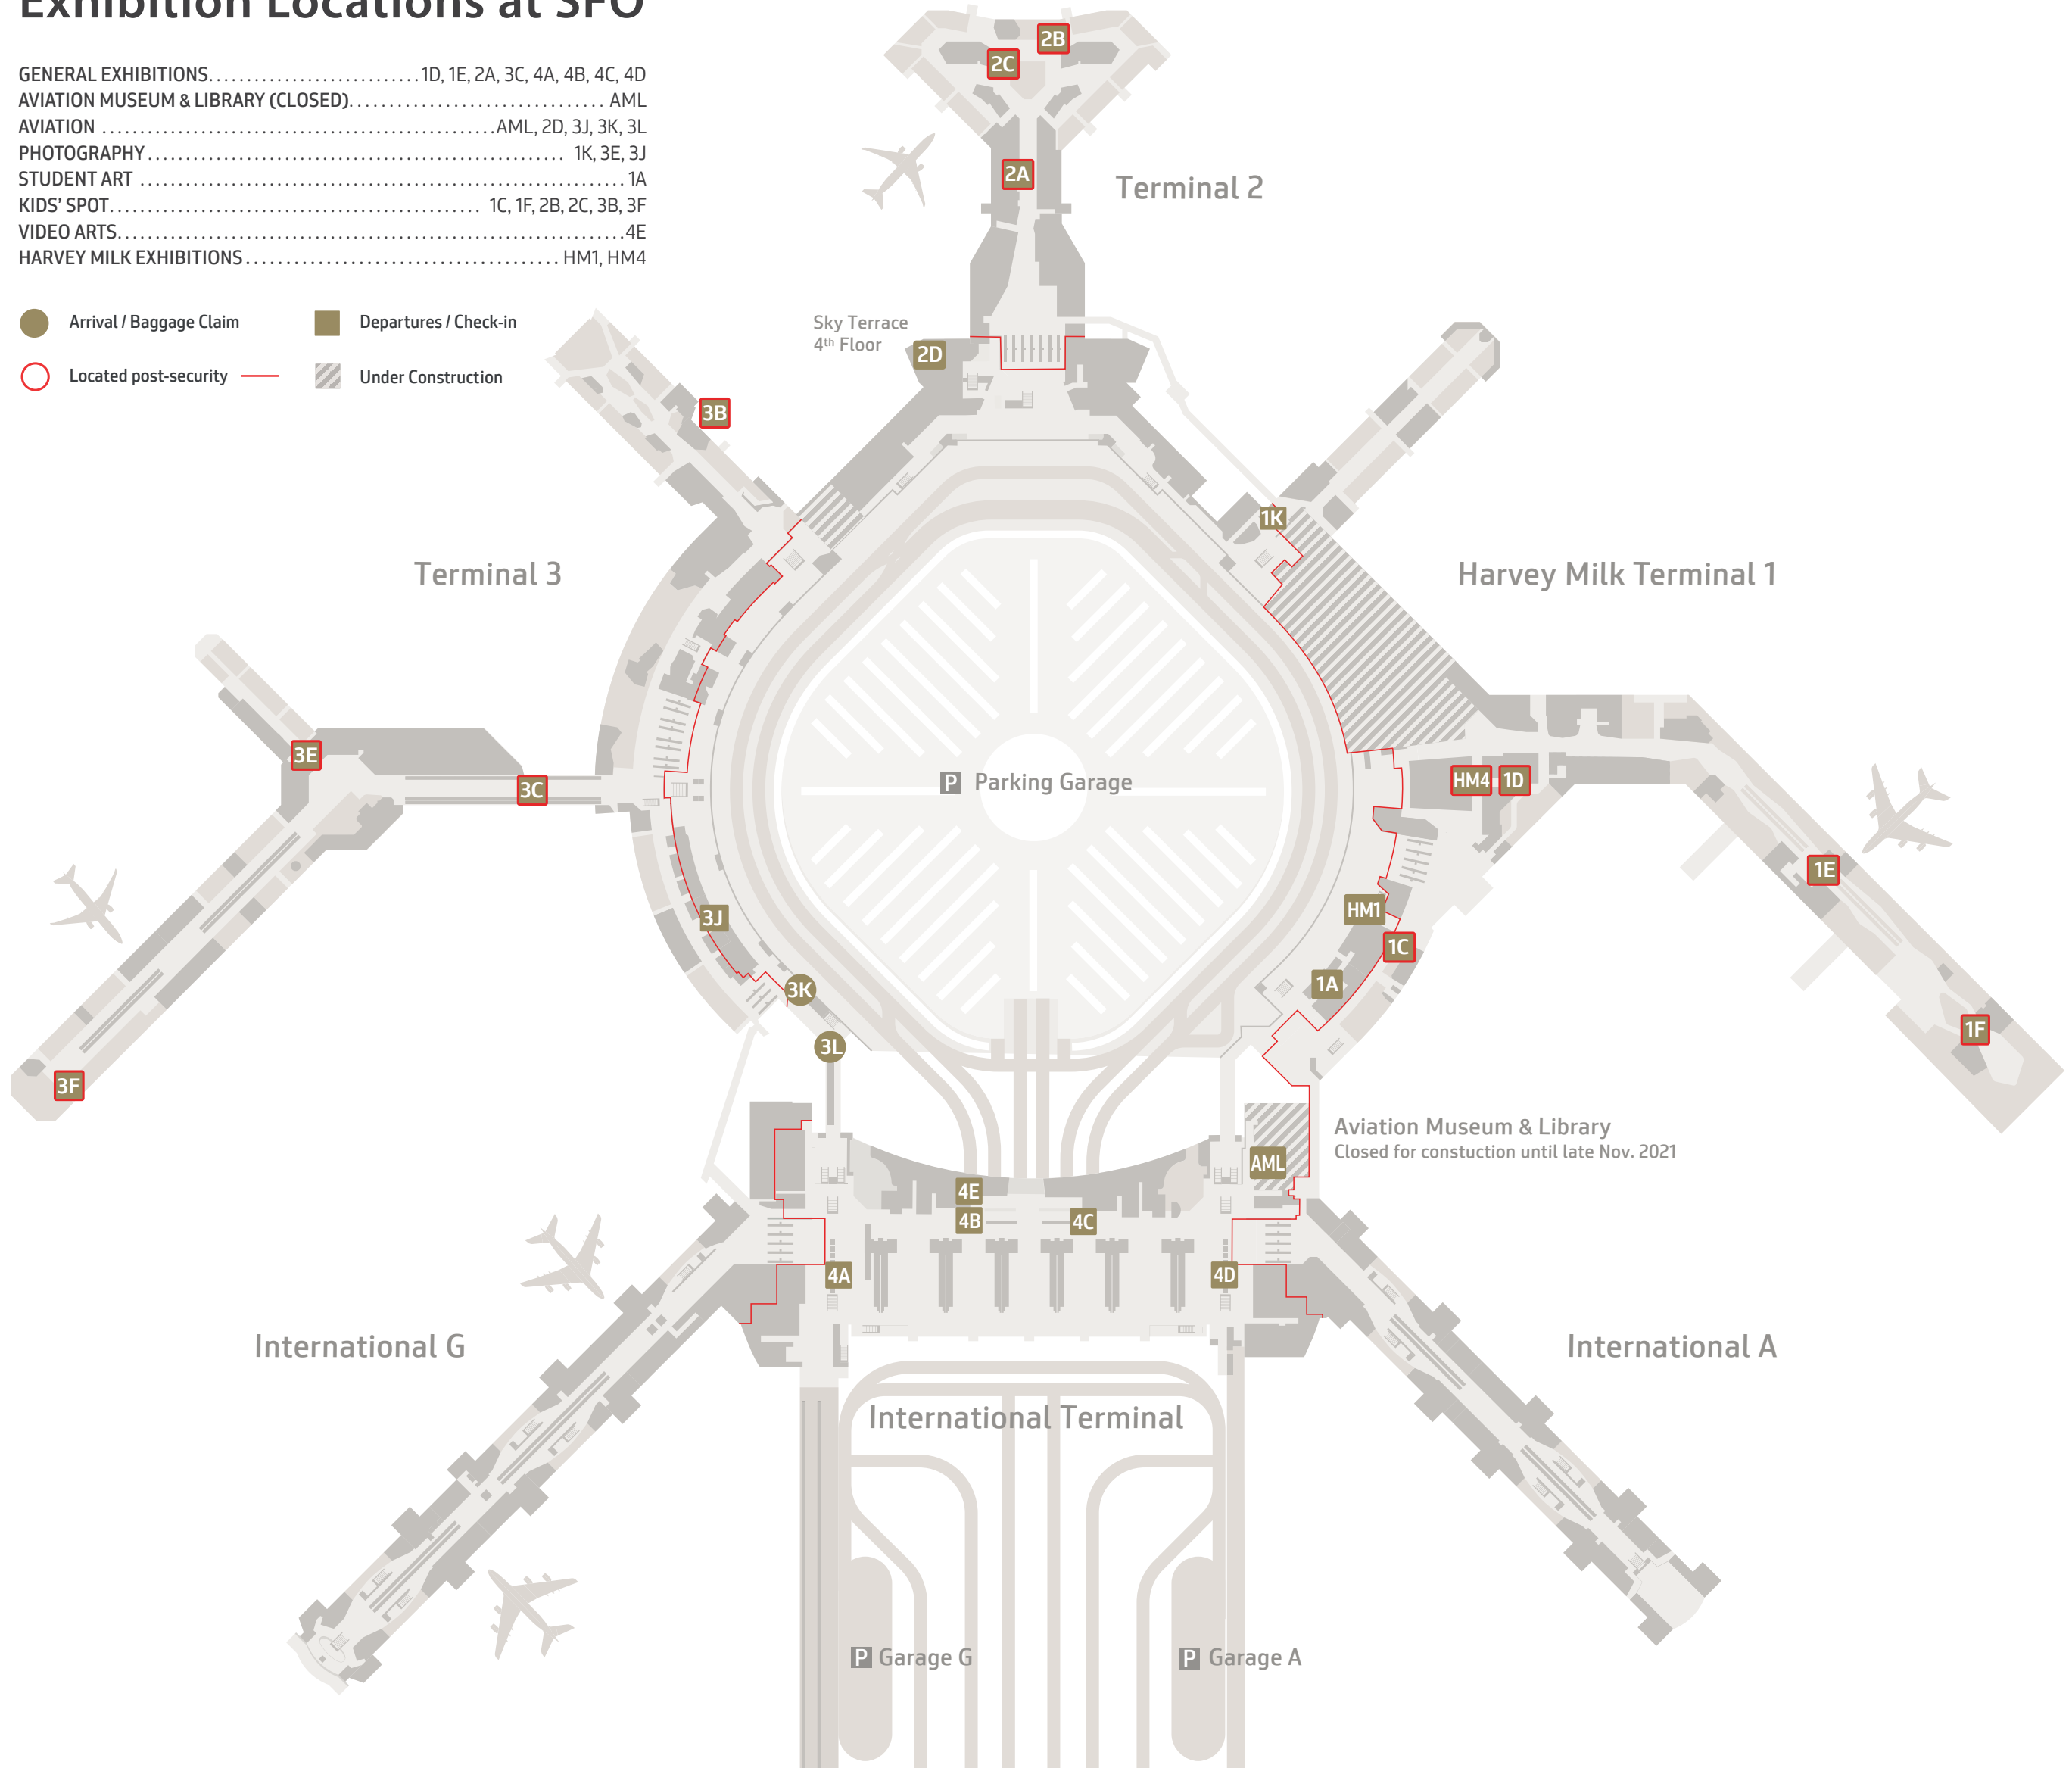 Exhibition Locations at SFO
GENERAL EXHIBITIONS............................1D, 1E, 2A, 3C, 4A, 4B, 4C, 4D
AVIATION MUSEUM & LIBRARY (CLOSED)................................ AML
AVIATION ....................................................AML, 2D, 3J, 3K, 3L
PHOTOGRAPHY....................................................... 1K, 3E, 3J
STUDENT ART ................................................................ 1A
KIDS' SPOT................................................. 1C, 1F, 2B, 2C, 3B, 3F
VIDEO ARTS...................................................................4E
HARVEY MILK EXHIBITIONS...................................... HM1, HM4
Arrival / Baggage Claim
Departures / Check-in
Located post-security
Under Construction
2B
2C
2A
Terminal 2
Sky Terrace
4th Floor
2D
3B
1K
Terminal 3
Harvey Milk Terminal 1
3E
3C
P Parking Garage
HM4
1D
1E
3J
HM1
1C
3K
1A
3L
1F
3F
Aviation Museum & Library
Closed for constuction until late Nov. 2021
AML
4E
4B
4C
4A
4D
International G
International A
International Terminal
P Garage G
P Garage A